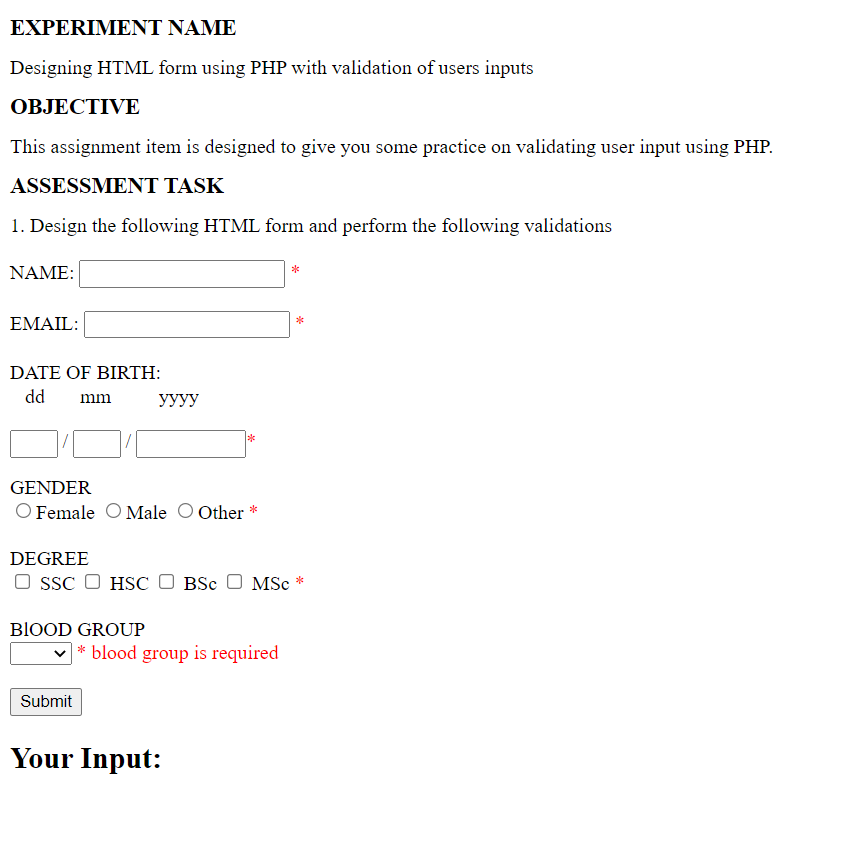 EXPERIMENT NAME
Designing HTML form using PHP with validation of users inputs
OBJECTIVE
This assignment item is designed to give you some practice on validating user input using PHP.
ASSESSMENT TASK
1. Design the following HTML form and perform the following validations
NAME: *
EMAIL: *
DATE OF BIRTH:
dd mm yyyy
/ / *
GENDER
Female Male Other *
DEGREE
SSC HSC BSc MSc *
BlOOD GROUP
* blood group is required
Submit
Your Input: